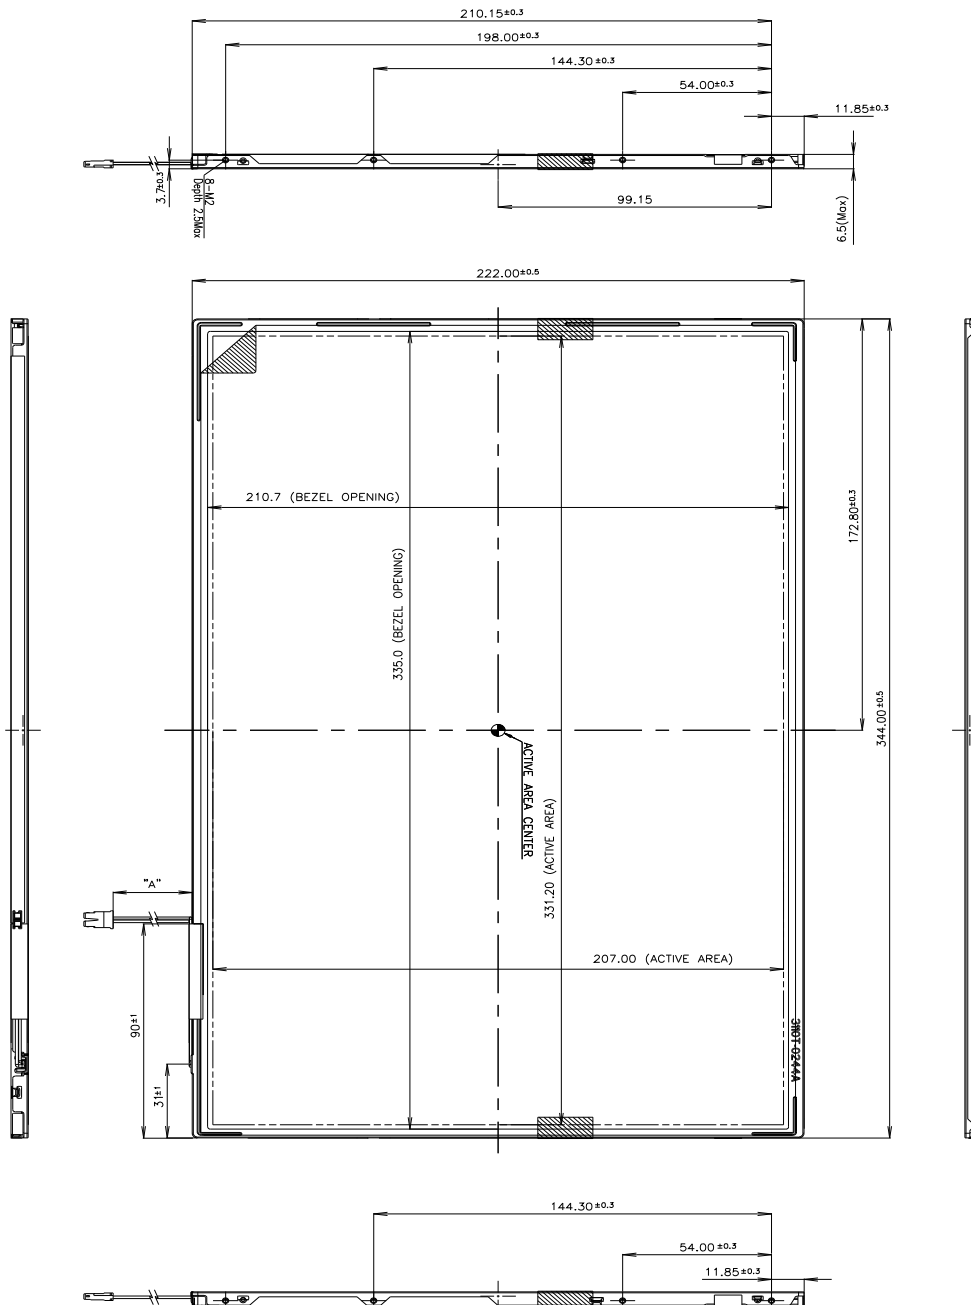 210.15±0.3
198.00±0.3
144.30±0.3
54.00±0.3
11.85±0.3
3.7±0.3
8-M2
Depth 2.5Max
99.15
6.5(Max)
222.00±0.5
210.7 (BEZEL OPENING)
335.0 (BEZEL OPENING)
172.80±0.3
344.00±0.5
ACTIVE AREA CENTER
331.20 (ACTIVE AREA)
"A"
207.00 (ACTIVE AREA)
90±1
31±1
144.30±0.3
54.00±0.3
11.85±0.3